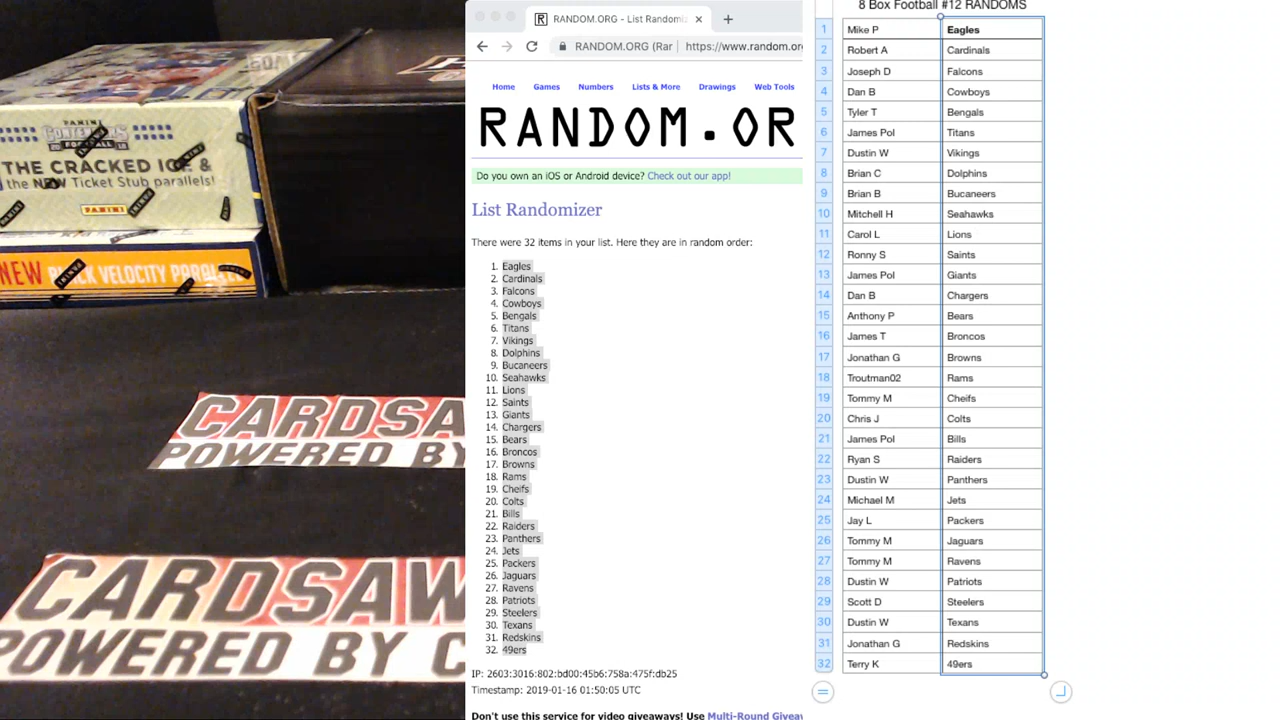 PANINI
CONTENDERS
FOOTBALL
THE CRACKED ICE &
the NEW Ticket Stub parallels!
PANINI
NEW
VELOCITY
CARDSA
POWERED BY
CARDSAW
POWERED BY C
RANDOM.ORG - List Randomiz
RANDOM.ORG (Rar
https://www.random.or
Home Games Numbers Lists & More Drawings Web Tools
RANDOM.OR
Do you own an iOS or Android device? Check out our app!
List Randomizer
There were 32 items in your list. Here they are in random order:
1. Eagles
2. Cardinals
3. Falcons
4. Cowboys
5. Bengals
6. Titans
7. Vikings
8. Dolphins
9. Bucaneers
10. Seahawks
11. Lions
12. Saints
13. Giants
14. Chargers
15. Bears
16. Broncos
17. Browns
18. Rams
19. Cheifs
20. Colts
21. Bills
22. Raiders
23. Panthers
24. Jets
25. Packers
26. Jaguars
27. Ravens
28. Patriots
29. Steelers
30. Texans
31. Redskins
32. 49ers
IP: 2603:3016:802:bd00:45b6:758a:475f:db25
Timestamp: 2019-01-16 01:50:05 UTC
Don't use this service for video giveaways! Use Multi-Round Giveav
8 Box Football #12 RANDOMS
1 Mike P Eagles
2 Robert A Cardinals
3 Joseph D Falcons
4 Dan B Cowboys
5 Tyler T Bengals
6 James Pol Titans
7 Dustin W Vikings
8 Brian C Dolphins
9 Brian B Bucaneers
10 Mitchell H Seahawks
11 Carol L Lions
12 Ronny S Saints
13 James Pol Giants
14 Dan B Chargers
15 Anthony P Bears
16 James T Broncos
17 Jonathan G Browns
18 Troutman02 Rams
19 Tommy M Cheifs
20 Chris J Colts
21 James Pol Bills
22 Ryan S Raiders
23 Dustin W Panthers
24 Michael M Jets
25 Jay L Packers
26 Tommy M Jaguars
27 Tommy M Ravens
28 Dustin W Patriots
29 Scott D Steelers
30 Dustin W Texans
31 Jonathan G Redskins
32 Terry K 49ers